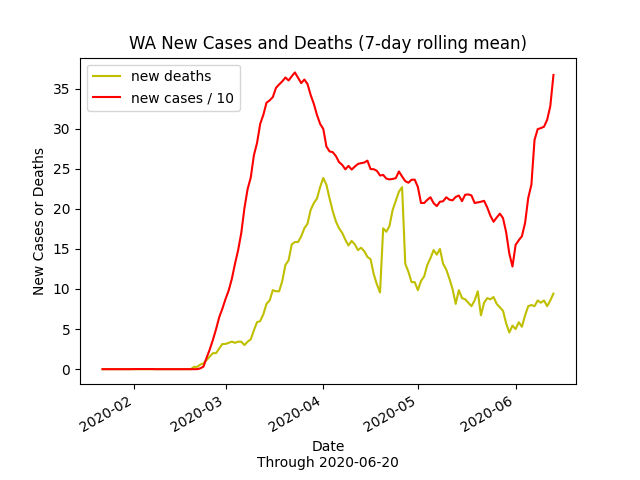 WA New Cases and Deaths (7-day rolling mean)
new deaths
new cases / 10
New Cases or Deaths
35
30
25
20
15
10
5
0
2020-02
2020-03
2020-04
2020-05
2020-06
Date
Through 2020-06-20